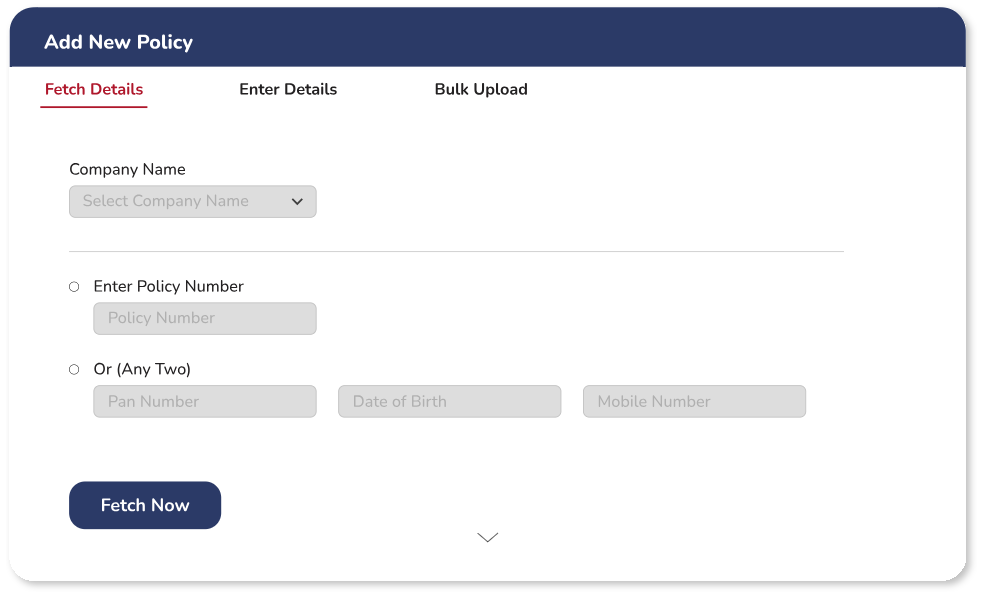 Add New Policy
Fetch Details Enter Details Bulk Upload
Company Name
Select Company Name
Enter Policy Number
Policy Number
Or (Any Two)
Pan Number Date of Birth Mobile Number
Fetch Now